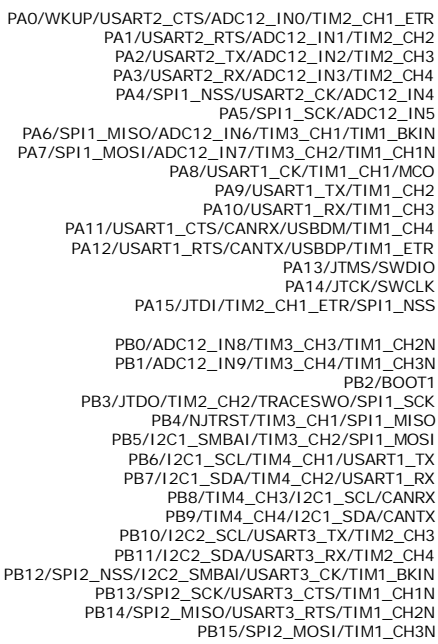 PA0/WKUP/USART2_CTS/ADC12_IN0/TIM2_CH1_ETR
PA1/USART2_RTS/ADC12_IN1/TIM2_CH2
PA2/USART2_TX/ADC12_IN2/TIM2_CH3
PA3/USART2_RX/ADC12_IN3/TIM2_CH4
PA4/SPI1_NSS/USART2_CK/ADC12_IN4
PA5/SPI1_SCK/ADC12_IN5
PA6/SPI1_MISO/ADC12_IN6/TIM3_CH1/TIM1_BKIN
PA7/SPI1_MOSI/ADC12_IN7/TIM3_CH2/TIM1_CH1N
PA8/USART1_CK/TIM1_CH1/MCO
PA9/USART1_TX/TIM1_CH2
PA10/USART1_RX/TIM1_CH3
PA11/USART1_CTS/CANRX/USBDM/TIM1_CH4
PA12/USART1_RTS/CANTX/USBDP/TIM1_ETR
PA13/JTMS/SWDIO
PA14/JTCK/SWCLK
PA15/JTDI/TIM2_CH1_ETR/SPI1_NSS
PB0/ADC12_IN8/TIM3_CH3/TIM1_CH2N
PB1/ADC12_IN9/TIM3_CH4/TIM1_CH3N
PB2/BOOT1
PB3/JTDO/TIM2_CH2/TRACESWO/SPI1_SCK
PB4/NJTRST/TIM3_CH1/SPI1_MISO
PB5/I2C1_SMBAI/TIM3_CH2/SPI1_MOSI
PB6/I2C1_SCL/TIM4_CH1/USART1_TX
PB7/I2C1_SDA/TIM4_CH2/USART1_RX
PB8/TIM4_CH3/I2C1_SCL/CANRX
PB9/TIM4_CH4/I2C1_SDA/CANTX
PB10/I2C2_SCL/USART3_TX/TIM2_CH3
PB11/I2C2_SDA/USART3_RX/TIM2_CH4
PB12/SPI2_NSS/I2C2_SMBAI/USART3_CK/TIM1_BKIN
PB13/SPI2_SCK/USART3_CTS/TIM1_CH1N
PB14/SPI2_MISO/USART3_RTS/TIM1_CH2N
PB15/SPI2_MOSI/TIM1_CH3N